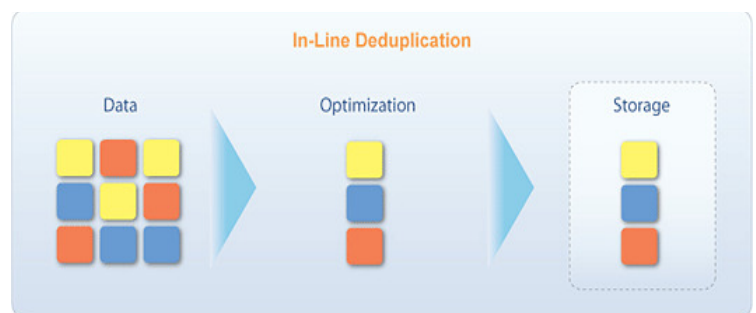 In-Line Deduplication
Data
Optimization
Storage